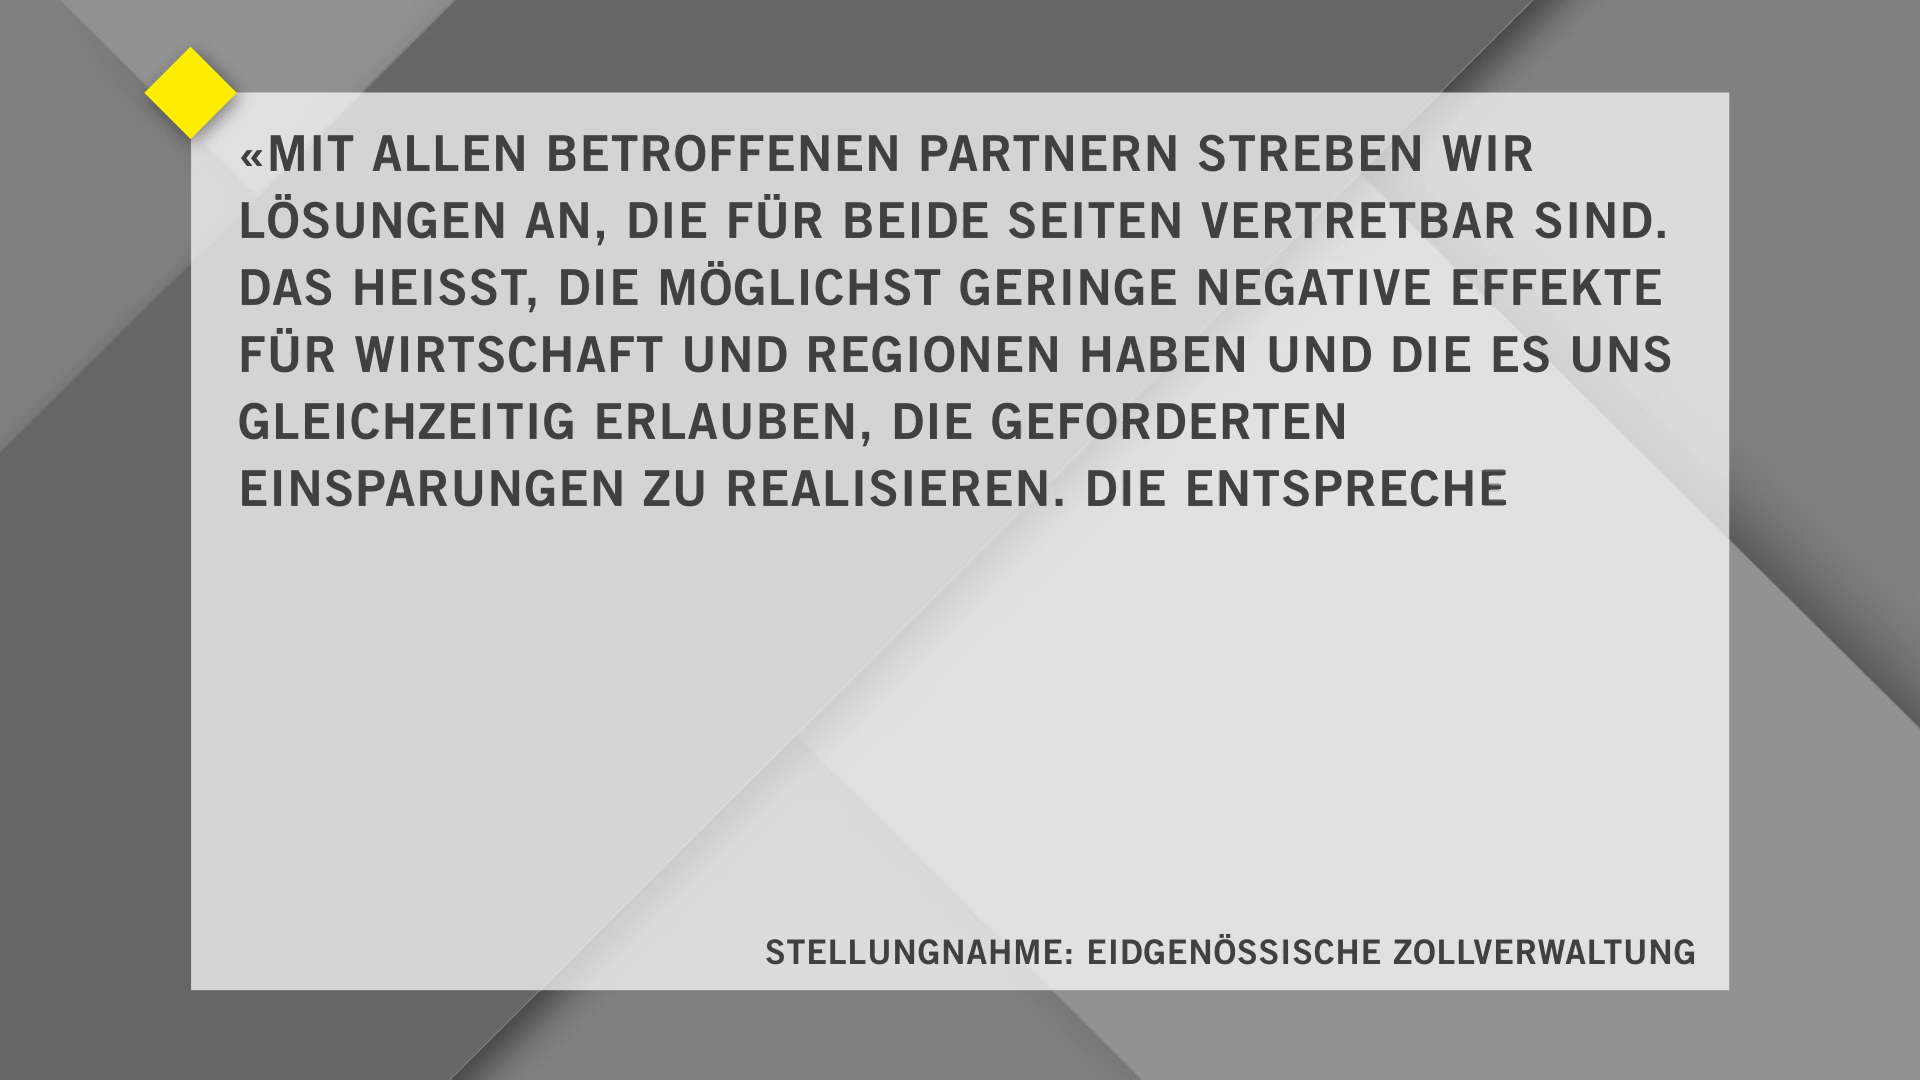 «MIT ALLEN BETROFFENEN PARTNERN STREBEN WIR
LÖSUNGEN AN, DIE FÜR BEIDE SEITEN VERTRETBAR SIND.
DAS HEISST, DIE MÖGLICHST GERINGE NEGATIVE EFFEKTE
FÜR WIRTSCHAFT UND REGIONEN HABEN UND DIE ES UNS
GLEICHZEITIG ERLAUBEN, DIE GEFORDERTEN
EINSPARUNGEN ZU REALISIEREN. DIE ENTSPRECHE
STELLUNGNAHME: EIDGENÖSSISCHE ZOLLVERWALTUNG